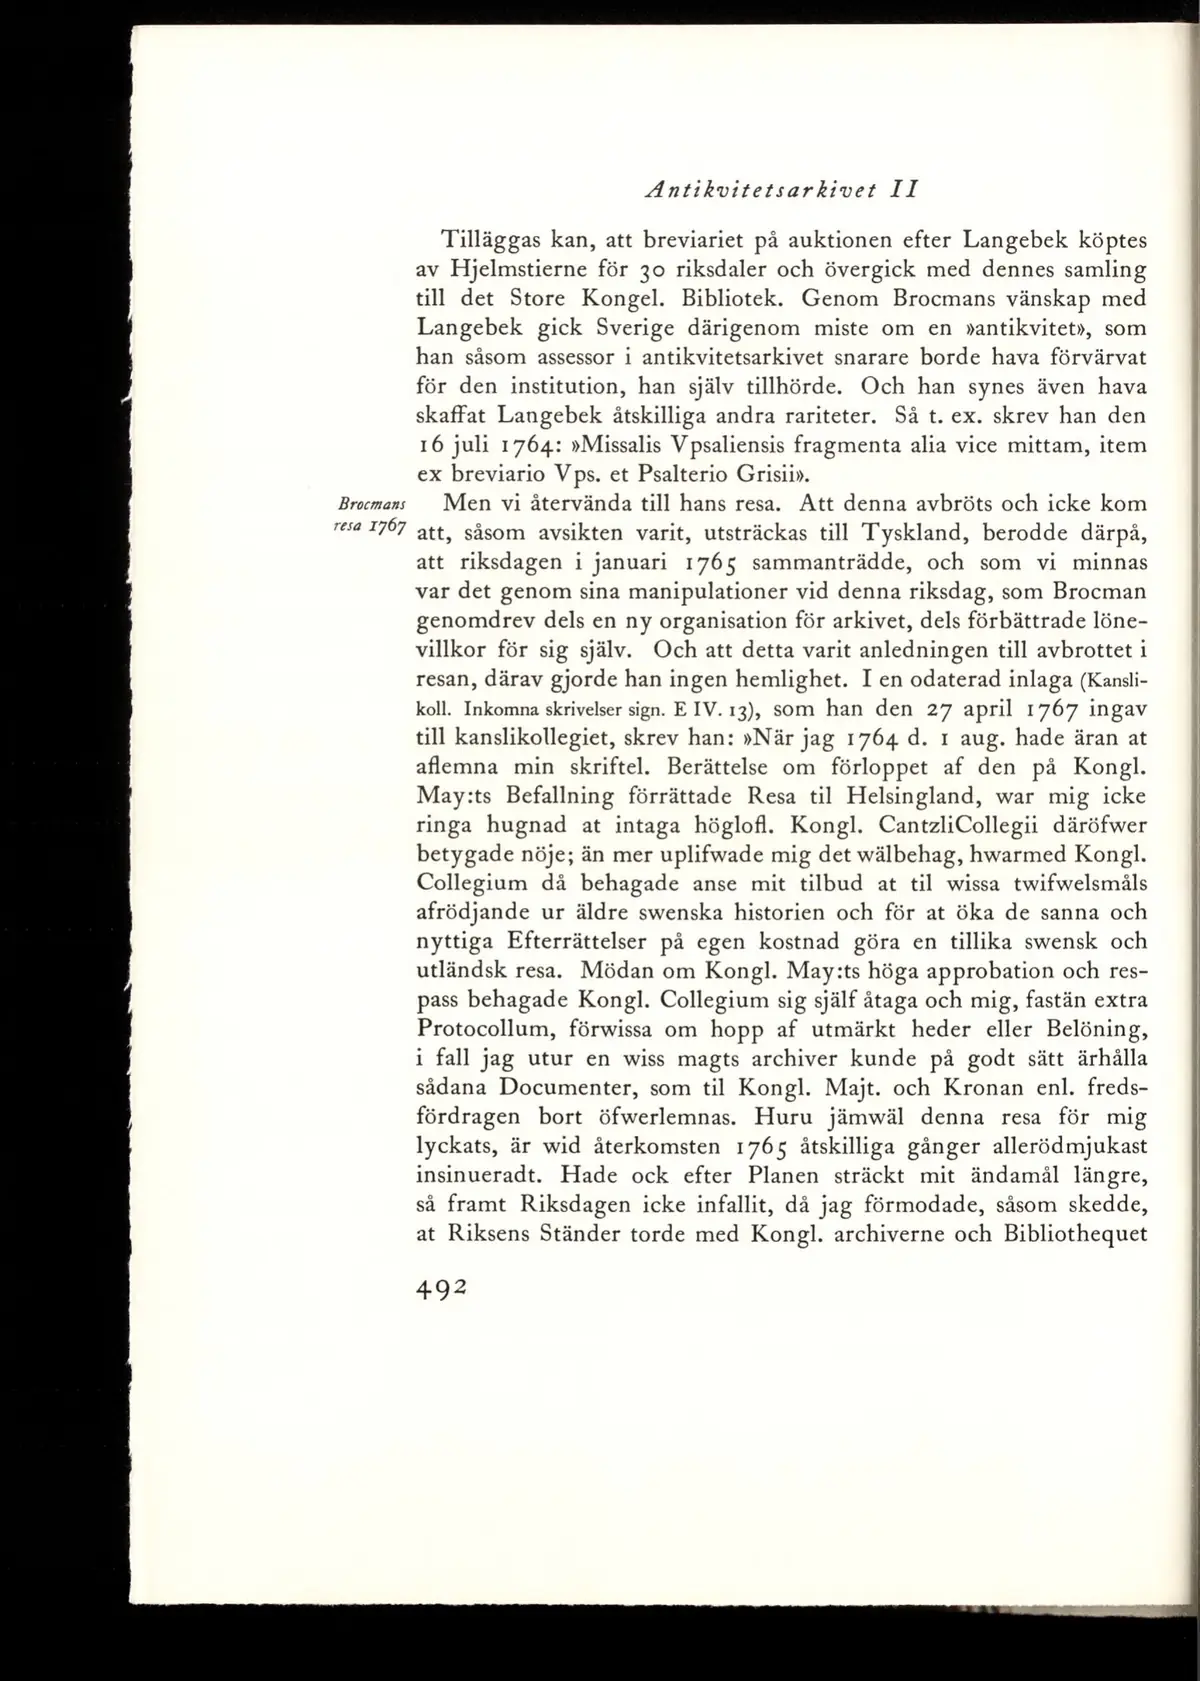 Antikvitetsarkivet II
Tilläggas kan, att breviariet på auktionen efter Langebek köptes
av Hjelmstierne för 30 riksdaler och övergick med dennes samling
till det Store Kongel. Bibliotek. Genom Brocmans vänskap med
Langebek gick Sverige därigenom miste om en »antikvitet», som
han såsom assessor i antikvitetsarkivet snarare borde hava förvärvat
för den institution, han själv tillhörde. Och han synes även hava
skaffat Langebek åtskilliga andra rariteter. Så t. ex. skrev han den
16 juli 1764: »Missalis Vpsaliensis fragmenta alia vice mittam, item
ex breviario Vps. et Psalterio Grisii».
Brocmans
resa 1767
Men vi återvända till hans resa. Att denna avbröts och icke kom
att, såsom avsikten varit, utsträckas till Tyskland, berodde därpå,
att riksdagen i januari 1765 sammanträdde, och som vi minnas
var det genom sina manipulationer vid denna riksdag, som Brocman
genomdrev dels en ny organisation för arkivet, dels förbättrade löne-
villkor för sig själv. Och att detta varit anledningen till avbrottet i
resan, därav gjorde han ingen hemlighet. I en odaterad inlaga (Kansli-
koll. Inkomna skrivelser sign. E IV. 13), som han den 27 april 1767 ingav
till kanslikollegiet, skrev han: »När jag 1764 d. 1 aug. hade äran at
aflemna min skriftel. Berättelse om förloppet af den på Kongl.
May:ts Befallning förrättade Resa til Helsingland, war mig icke
ringa hugnad at intaga höglofl. Kongl. CantzliCollegii däröfwer
betygade nöje; än mer uplifwade mig det wälbehag, hwarmed Kongl.
Collegium då behagade anse mit tilbud at til wissa twifwelsmåls
afrödjande ur äldre swenska historien och för at öka de sanna och
nyttiga Efterrättelser på egen kostnad göra en tillika swensk och
utländsk resa. Mödan om Kongl. May:ts höga approbation och res-
pass behagade Kongl. Collegium sig själf åtaga och mig, fastän extra
Protocollum, förwissa om hopp af utmärkt heder eller Belöning,
i fall jag utur en wiss magts archiver kunde på godt sätt ärhålla
sådana Documenter, som til Kongl. Majt. och Kronan enl. freds-
fördragen bort öfwerlemnas. Huru jämwäl denna resa för mig
lyckats, är wid återkomsten 1765 åtskilliga gånger allerödmjukast
insinueradt. Hade ock efter Planen sträckt mit ändamål längre,
så framt Riksdagen icke infallit, då jag förmodade, såsom skedde,
at Riksens Ständer torde med Kongl. archiverne och Bibliothequet
492